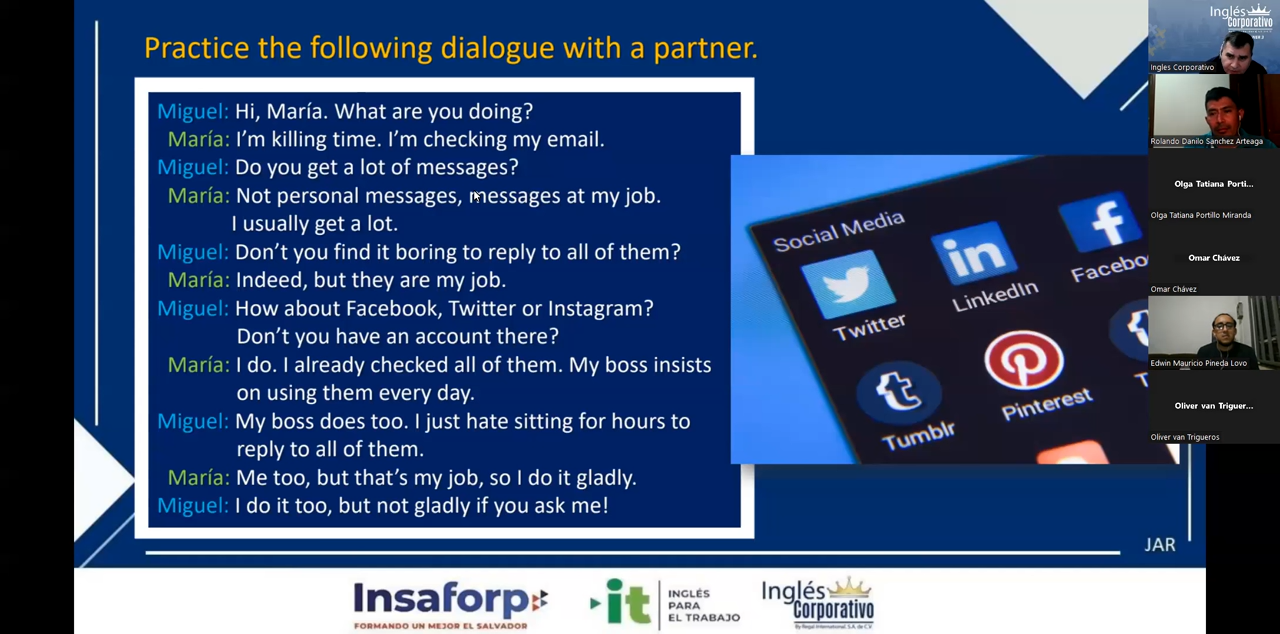 Practice the following dialogue with a partner.
Miguel: Hi, María. What are you doing?
María: I'm killing time. I'm checking my email.
Miguel: Do you get a lot of messages?
María: Not personal messages, messages at my job.
I usually get a lot.
Miguel: Don't you find it boring to reply to all of them?
María: Indeed, but they are my job.
Miguel: How about Facebook, Twitter or Instagram?
Don't you have an account there?
María: I do. I already checked all of them. My boss insists
on using them every day.
Miguel: My boss does too. I just hate sitting for hours to
reply to all of them.
María: Me too, but that's my job, so I do it gladly.
Miguel: I do it too, but not gladly if you ask me!
Social Media
Twitter
LinkedIn
Facebo
Tumblr
Pinterest
T
JAR
Insaforp
FORMANDO UN MEJOR EL SALVADOR
it
INGLÉS
PARA
EL TRABAJO
Inglés
Corporativo
By Regal International, S.A. de C.V.
Inglés
Corporativo
Ingles Corporativo
Rolando Danilo Sanchez Arteaga
Olga Tatiana Porti...
Olga Tatiana Portillo Miranda
Omar Chávez
Omar Chávez
Edwin Mauricio Pineda Lovo
Oliver van Triguer...
Oliver van Trigueros